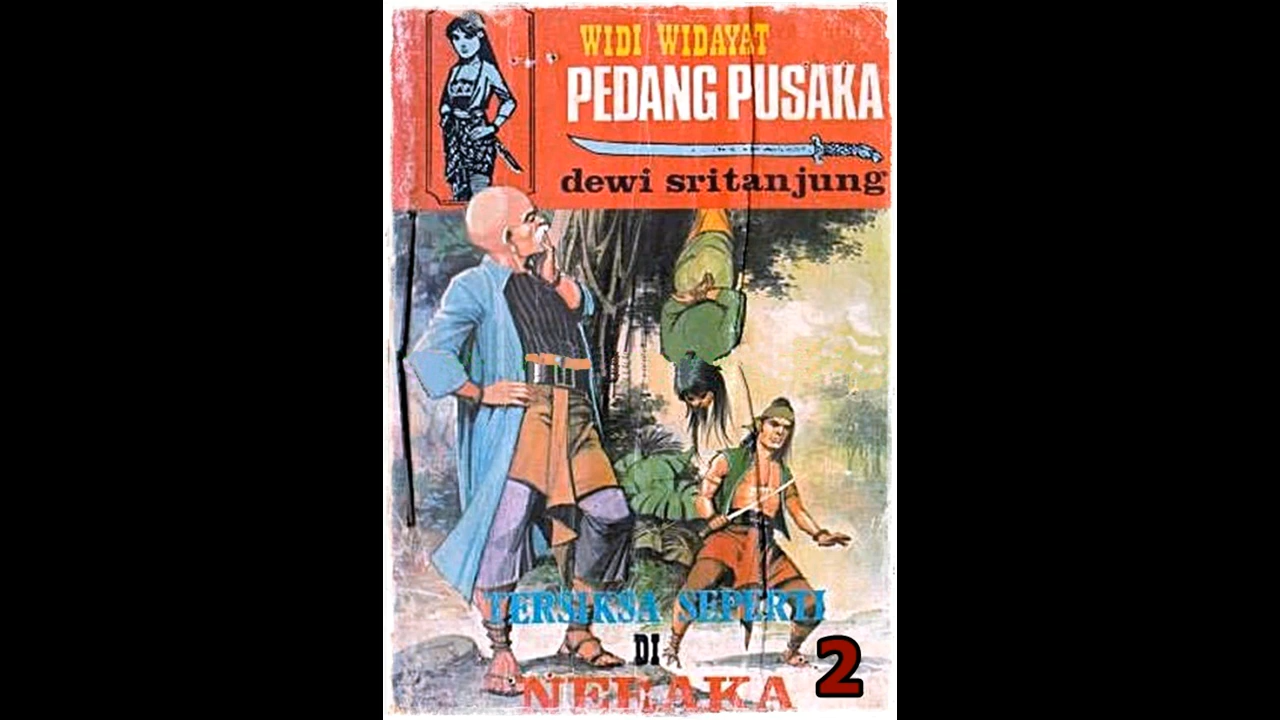 WIDI WIDAYAT
PEDANG PUSAKA
dewi sritanjung
TERSIKSA SEPERTI
DI
NERAKA
2